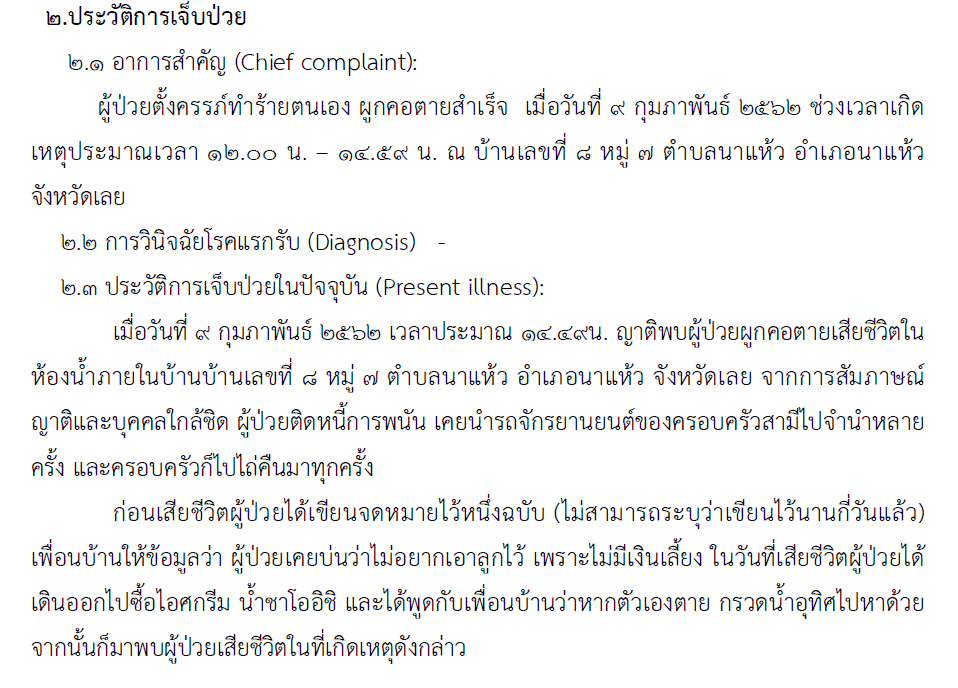 ๒.ประวัติการเจ็บป่วย
๒.๑ อาการสำคัญ (Chief complaint):
ผู้ป่วยตั้งครรภ์ทำร้ายตนเอง ผูกคอตายสำเร็จ เมื่อวันที่ ๙ กุมภาพันธ์ ๒๕๖๒ ช่วงเวลาเกิด
เหตุประมาณเวลา ๑๒.๐๐ น. – ๑๔.๕๙ น. ณ บ้านเลขที่ ๘ หมู่ ๗ ตำบลนาแห้ว อำเภอนาแห้ว
จังหวัดเลย
๒.๒ การวินิจฉัยโรคแรกรับ (Diagnosis) -
๒.๓ ประวัติการเจ็บป่วยในปัจจุบัน (Present illness):
เมื่อวันที่ ๙ กุมภาพันธ์ ๒๕๖๒ เวลาประมาณ ๑๔.๔๙น. ญาติพบผู้ป่วยผูกคอตายเสียชีวิตใน
ห้องน้ำภายในบ้านบ้านเลขที่ ๘ หมู่ ๗ ตำบลนาแห้ว อำเภอนาแห้ว จังหวัดเลย จากการสัมภาษณ์
ญาติและบุคคลใกล้ชิด ผู้ป่วยติดหนี้การพนัน เคยนำรถจักรยานยนต์ของครอบครัวสามีไปจำนำหลาย
ครั้ง และครอบครัวก็ไปไถ่คืนมาทุกครั้ง
ก่อนเสียชีวิตผู้ป่วยได้เขียนจดหมายไว้หนึ่งฉบับ (ไม่สามารถระบุว่าเขียนไว้นานกี่วันแล้ว)
เพื่อนบ้านให้ข้อมูลว่า ผู้ป่วยเคยบ่นว่าไม่อยากเอาลูกไว้ เพราะไม่มีเงินเลี้ยง ในวันที่เสียชีวิตผู้ป่วยได้
เดินออกไปซื้อไอศกรีม น้ำชาโออิชิ และได้พูดกับเพื่อนบ้านว่าหากตัวเองตาย กรวดน้ำอุทิศไปหาด้วย
จากนั้นก็มาพบผู้ป่วยเสียชีวิตในที่เกิดเหตุดังกล่าว